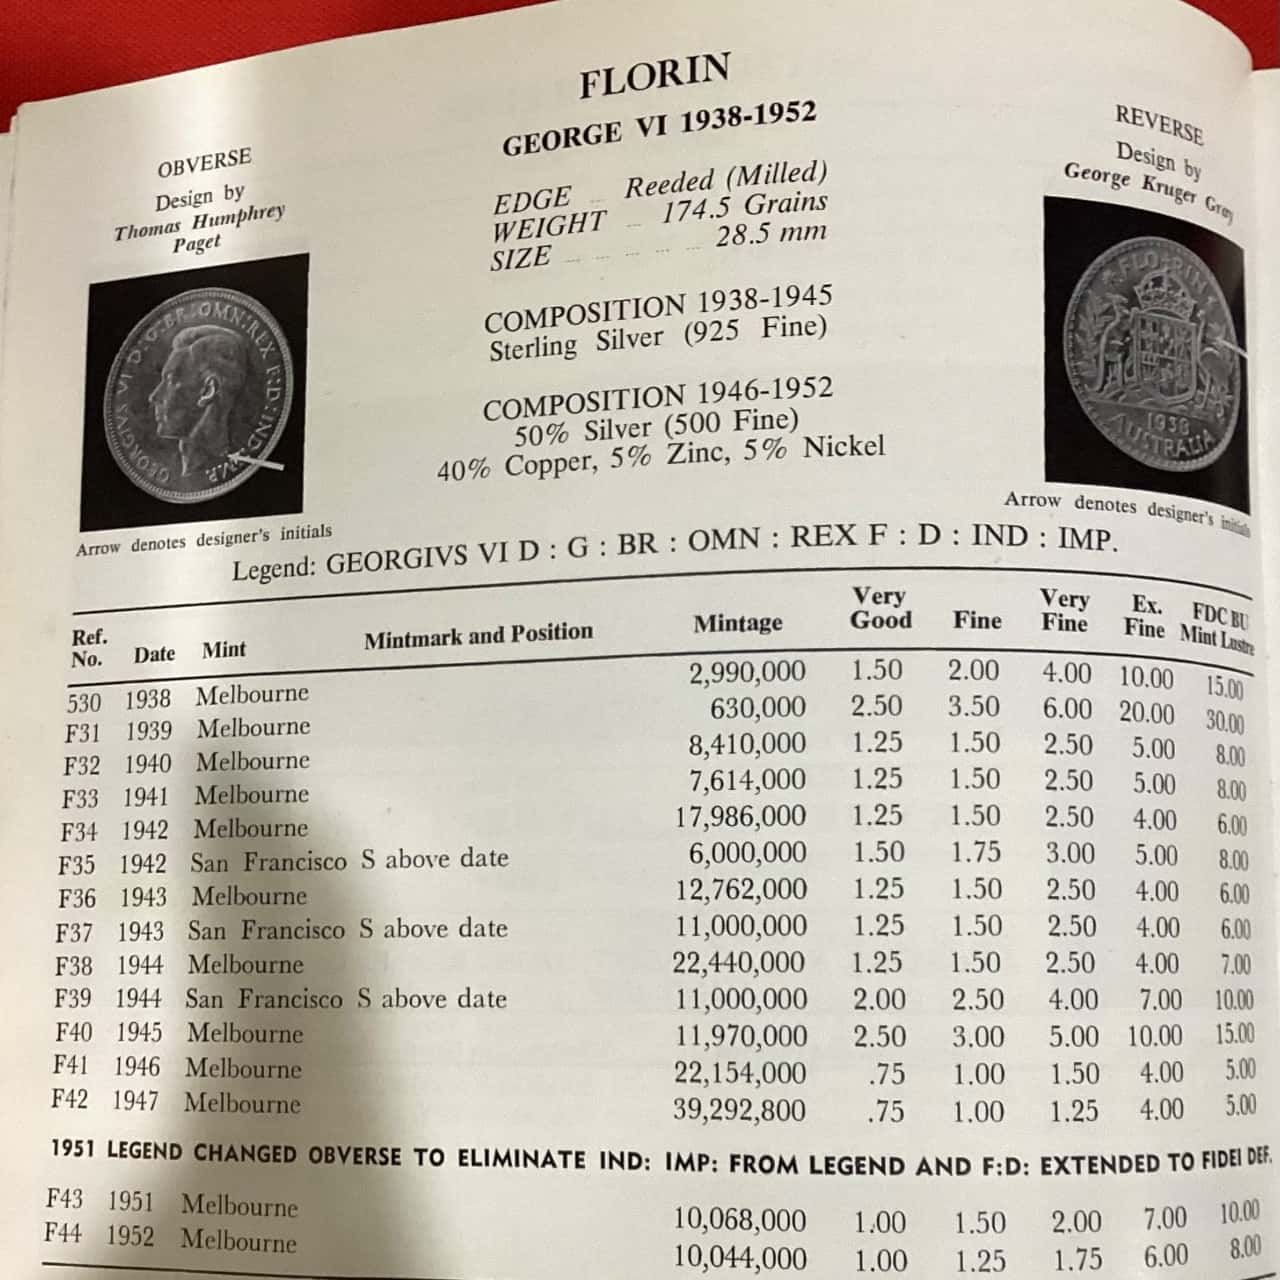 FLORIN
GEORGE VI 1938-1952
OBVERSE
Design by
Thomas Humphrey
Paget
GEORGIVS VI D:G:BR:OMN:REX F:D:IND:IMP.
Arrow denotes designer's initials
EDGE Reeded (Milled)
WEIGHT 174.5 Grains
SIZE 28.5 mm
COMPOSITION 1938-1945
Sterling Silver (925 Fine)
COMPOSITION 1946-1952
50% Silver (500 Fine)
40% Copper, 5% Zinc, 5% Nickel
REVERSE
Design by
George Kruger Gray
FLORIN
1938
AUSTRALIA
Arrow denotes designer's initials
Legend: GEORGIVS VI D : G : BR : OMN : REX F : D : IND : IMP.
Ref. No. Date Mint Mintmark and Position Mintage Very Good Fine Very Fine Ex. Fine FDC BU Mint Lustre
530 1938 Melbourne 2,990,000 1.50 2.00 4.00 10.00 15.00
F31 1939 Melbourne 630,000 2.50 3.50 6.00 20.00 30.00
F32 1940 Melbourne 8,410,000 1.25 1.50 2.50 5.00 8.00
F33 1941 Melbourne 7,614,000 1.25 1.50 2.50 5.00 8.00
F34 1942 Melbourne 17,986,000 1.25 1.50 2.50 4.00 6.00
F35 1942 San Francisco S above date 6,000,000 1.50 1.75 3.00 5.00 8.00
F36 1943 Melbourne 12,762,000 1.25 1.50 2.50 4.00 6.00
F37 1943 San Francisco S above date 11,000,000 1.25 1.50 2.50 4.00 6.00
F38 1944 Melbourne 22,440,000 1.25 1.50 2.50 4.00 7.00
F39 1944 San Francisco S above date 11,000,000 2.00 2.50 4.00 7.00 10.00
F40 1945 Melbourne 11,970,000 2.50 3.00 5.00 10.00 15.00
F41 1946 Melbourne 22,154,000 .75 1.00 1.50 4.00 5.00
F42 1947 Melbourne 39,292,800 .75 1.00 1.25 4.00 5.00
1951 LEGEND CHANGED OBVERSE TO ELIMINATE IND: IMP: FROM LEGEND AND F:D: EXTENDED TO FIDEI DEF.
F43 1951 Melbourne 10,068,000 1.00 1.50 2.00 7.00 10.00
F44 1952 Melbourne 10,044,000 1.00 1.25 1.75 6.00 8.00